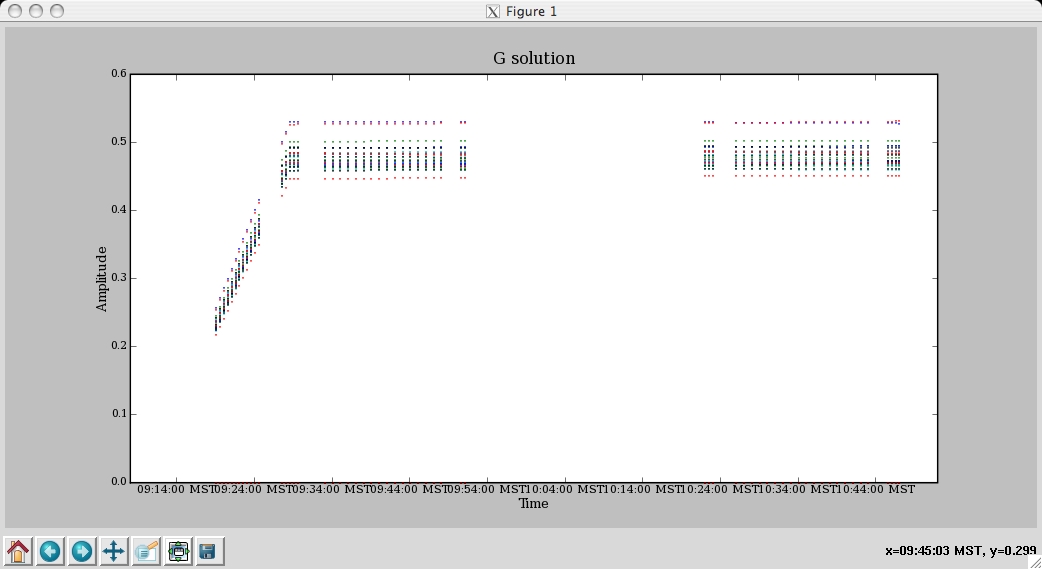 Figure 1
G solution
0.6
0.5
0.4
0.3
0.2
0.1
0.0
Amplitude
09:14:00 MST09:24:00 MST09:34:00 MST09:44:00 MST09:54:00 MST10:04:00 MST10:14:00 MST10:24:00 MST10:34:00 MST10:44:00 MST
Time
x=09:45:03 MST, y=0.299